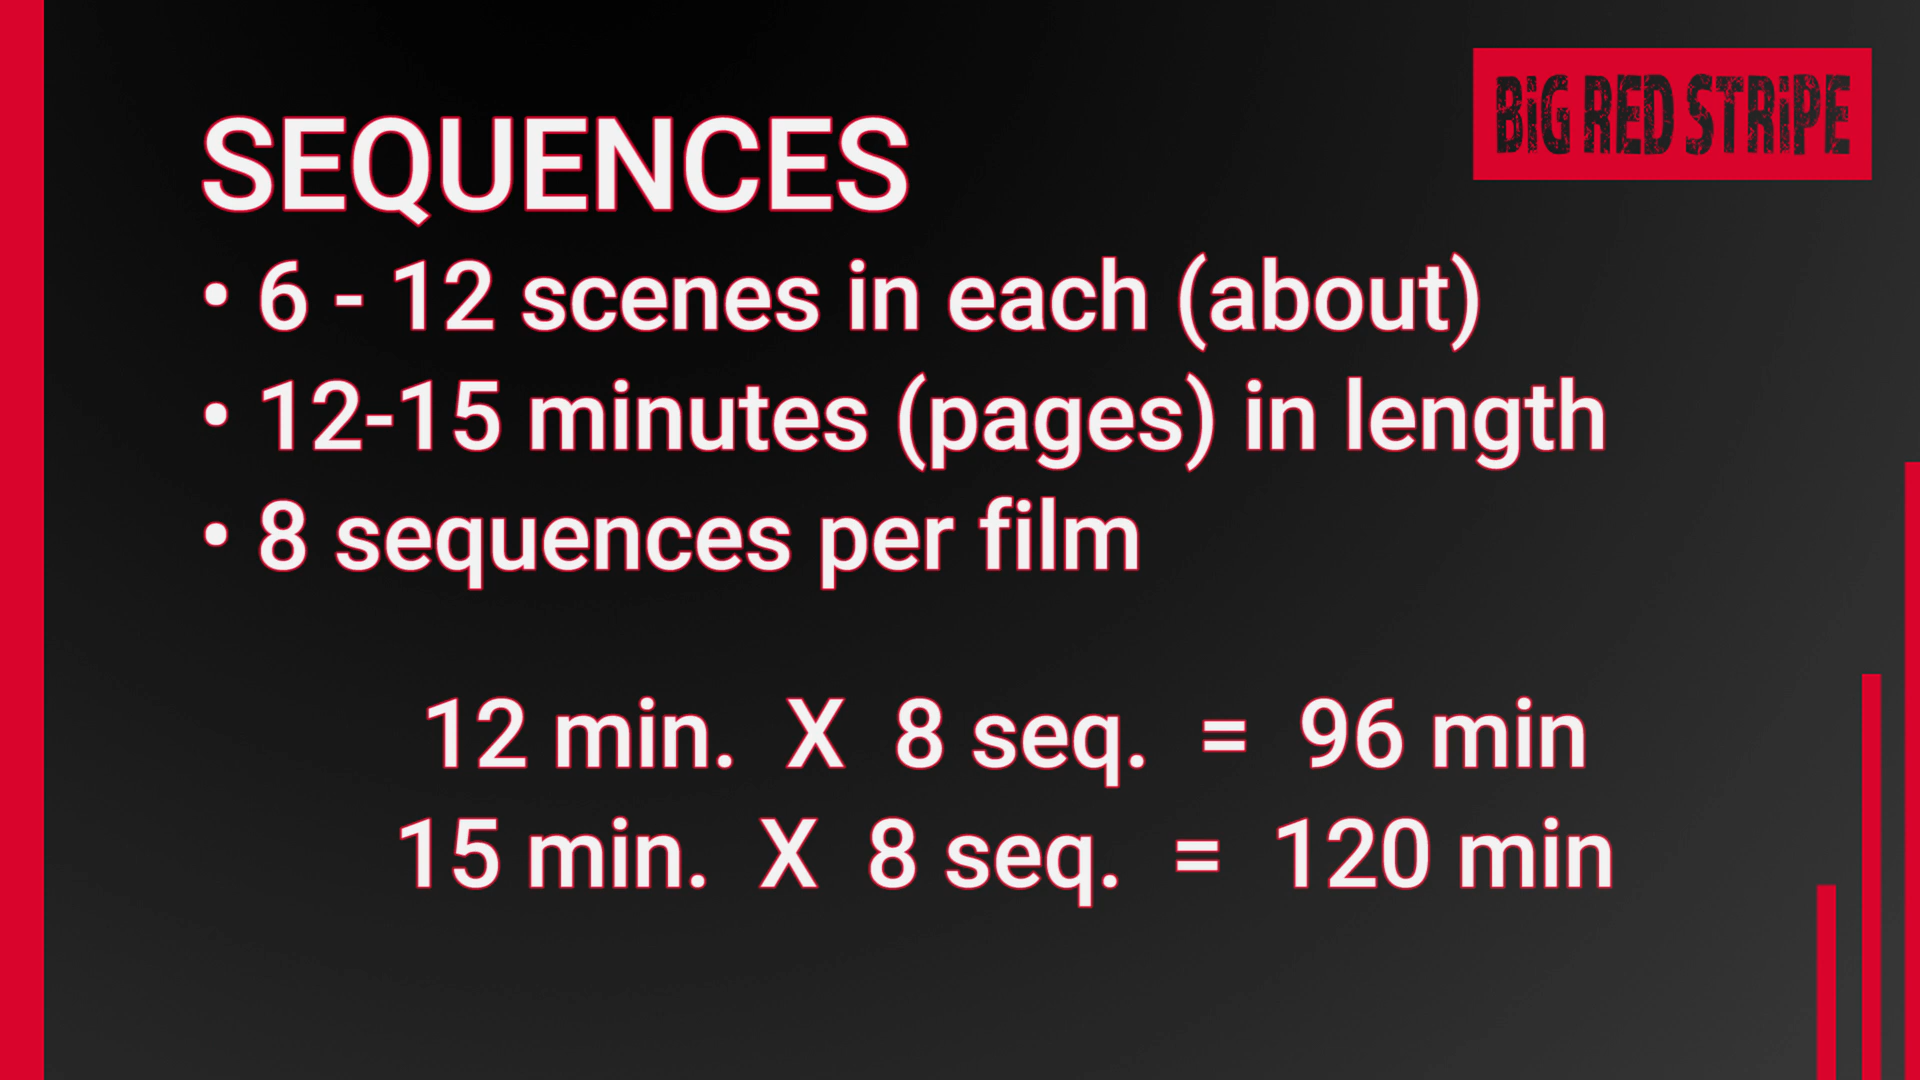 BiG RED STRiPE
SEQUENCES
• 6 - 12 scenes in each (about)
• 12-15 minutes (pages) in length
• 8 sequences per film
12 min. X 8 seq. = 96 min
15 min. X 8 seq. = 120 min